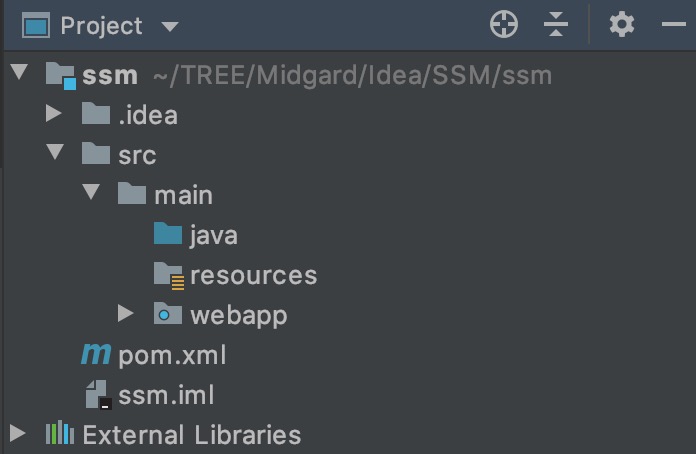 Project
ssm ~/TREE/Midgard/Idea/SSM/ssm
.idea
src
main
java
resources
webapp
pom.xml
ssm.iml
External Libraries